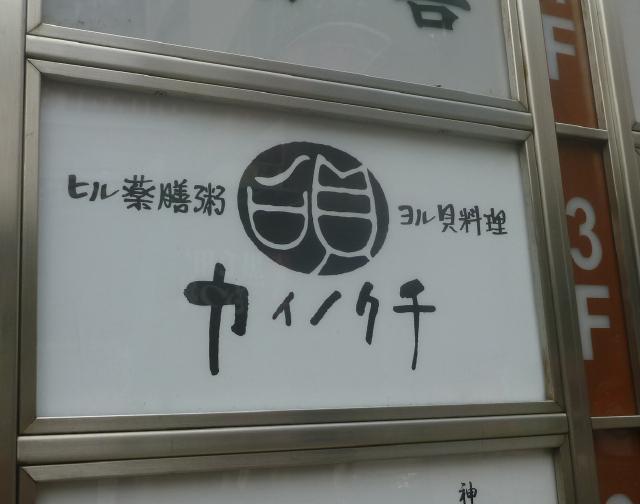 ヒル薬膳粥
ヨル貝料理
カイノクチ
F
3F
神